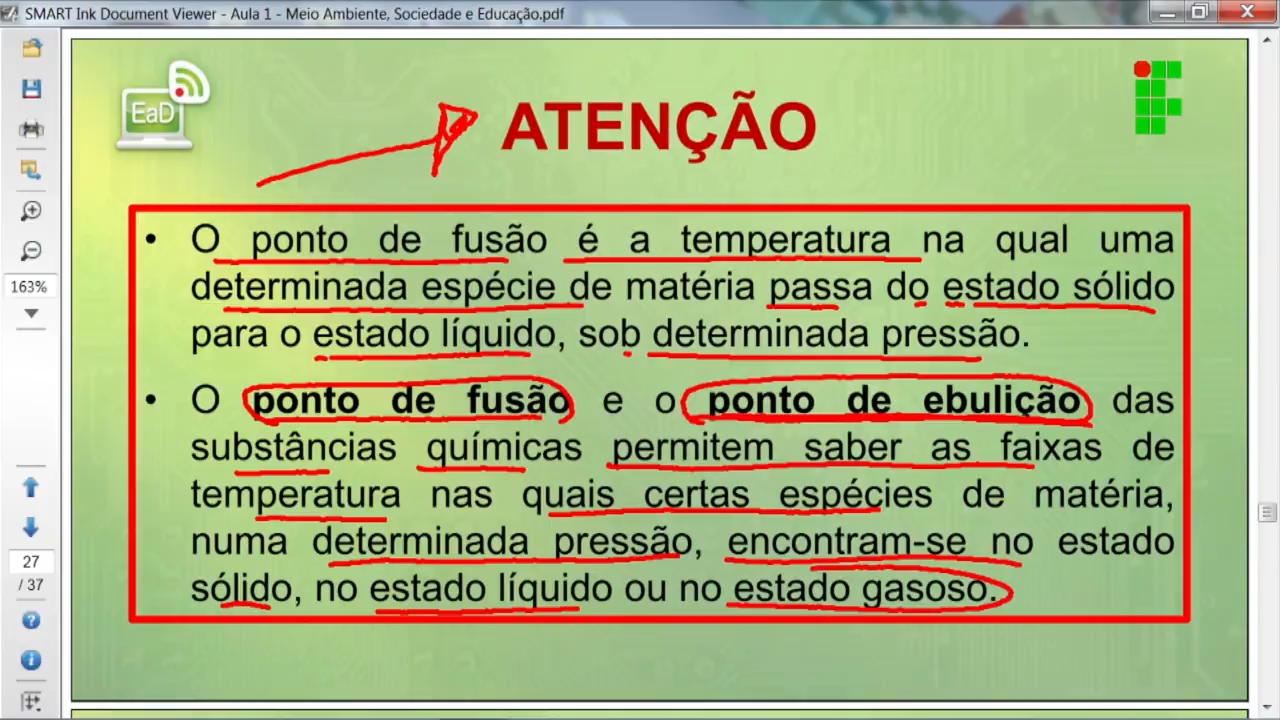 SMART Ink Document Viewer - Aula 1 - Meio Ambiente, Sociedade e Educação.pdf
EaD
ATENÇÃO
• O ponto de fusão é a temperatura na qual uma
determinada espécie de matéria passa do estado sólido
para o estado líquido, sob determinada pressão.
• O ponto de fusão e o ponto de ebulição das
substâncias químicas permitem saber as faixas de
temperatura nas quais certas espécies de matéria,
numa determinada pressão, encontram-se no estado
sólido, no estado líquido ou no estado gasoso.
163%
27
/ 37